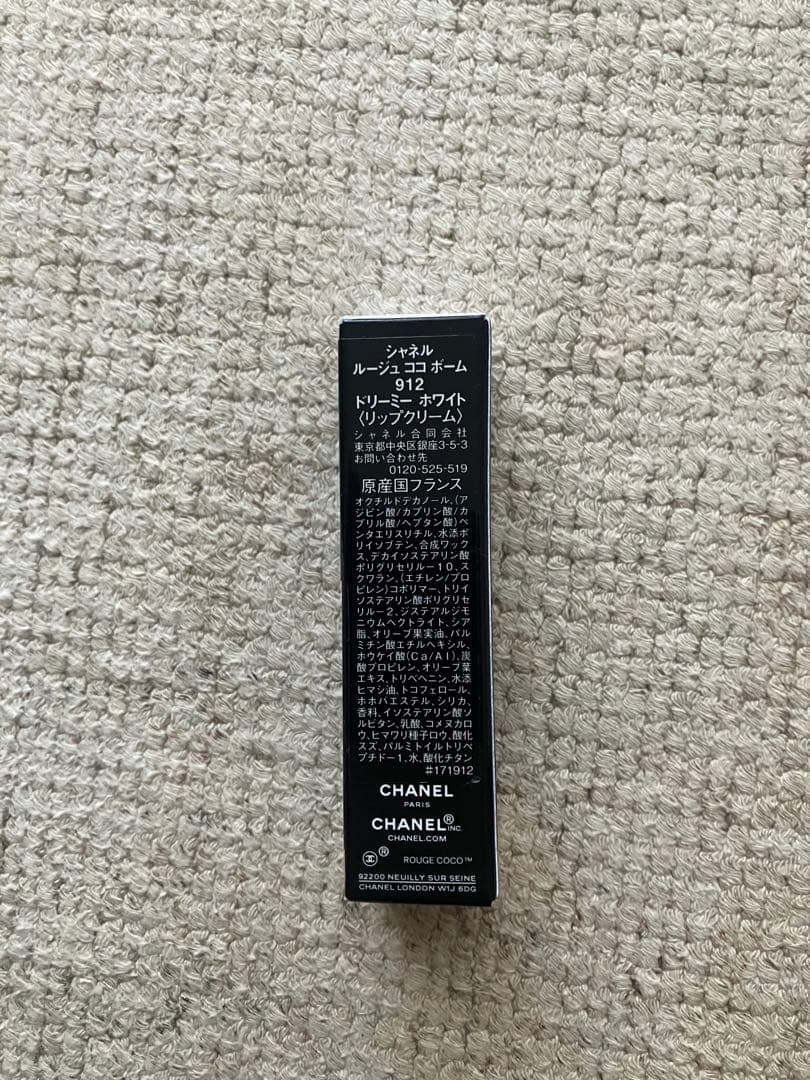 シャネル
ルージュ ココ ボーム
912
ドリーミー ホワイト
〈リップクリーム〉
シャネル合同会社
東京都中央区銀座3-5-3
お問い合わせ先
0120-525-519
原産国フランス
オクチルドデカノール、(ア
ジピン酸/カプリン酸/カ
プリル酸/ヘプタン酸)ペ
ンタエリスリチル、水添ポ
リイソブテン、合成ワック
ス、デカイソステアリン酸
ポリグリセリル－10、ス
クワラン、(エチレン/プロ
ピレン)コポリマー、トリイ
ソステアリン酸ポリグリセ
リル－2、ジステアルジモ
ニウムヘクトライト、シア
脂、オリーブ果実油、パル
ミチン酸エチルヘキシル、
ホウケイ酸(Ca/Al)、炭
酸プロピレン、オリーブ葉
エキス、トリベヘニン、水添
ヒマシ油、トコフェロール、
ホホバエステル、シリカ、
香料、イソステアリン酸ソ
ルビタン、乳酸、コメヌカロ
ウ、ヒマワリ種子ロウ、酸化
スズ、パルミトイルトリペ
プチド－1、水、酸化チタン
#171912
CHANEL
PARIS
CHANEL® INC.
CHANEL.COM
® ROUGE COCO™
92200 NEUILLY SUR SEINE
CHANEL LONDON W1J 6DG